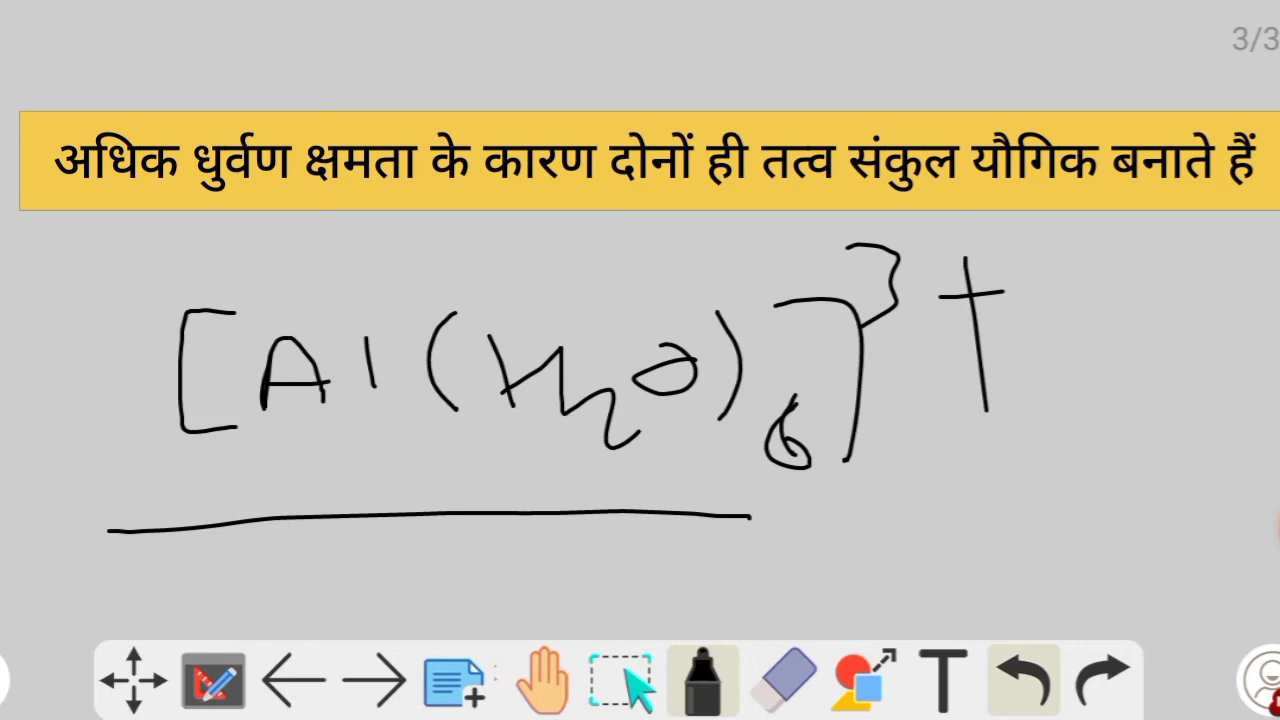 3/3
अधिक धुर्वण क्षमता के कारण दोनों ही तत्व संकुल यौगिक बनाते हैं
[Al(H₂O)₆]³⁺